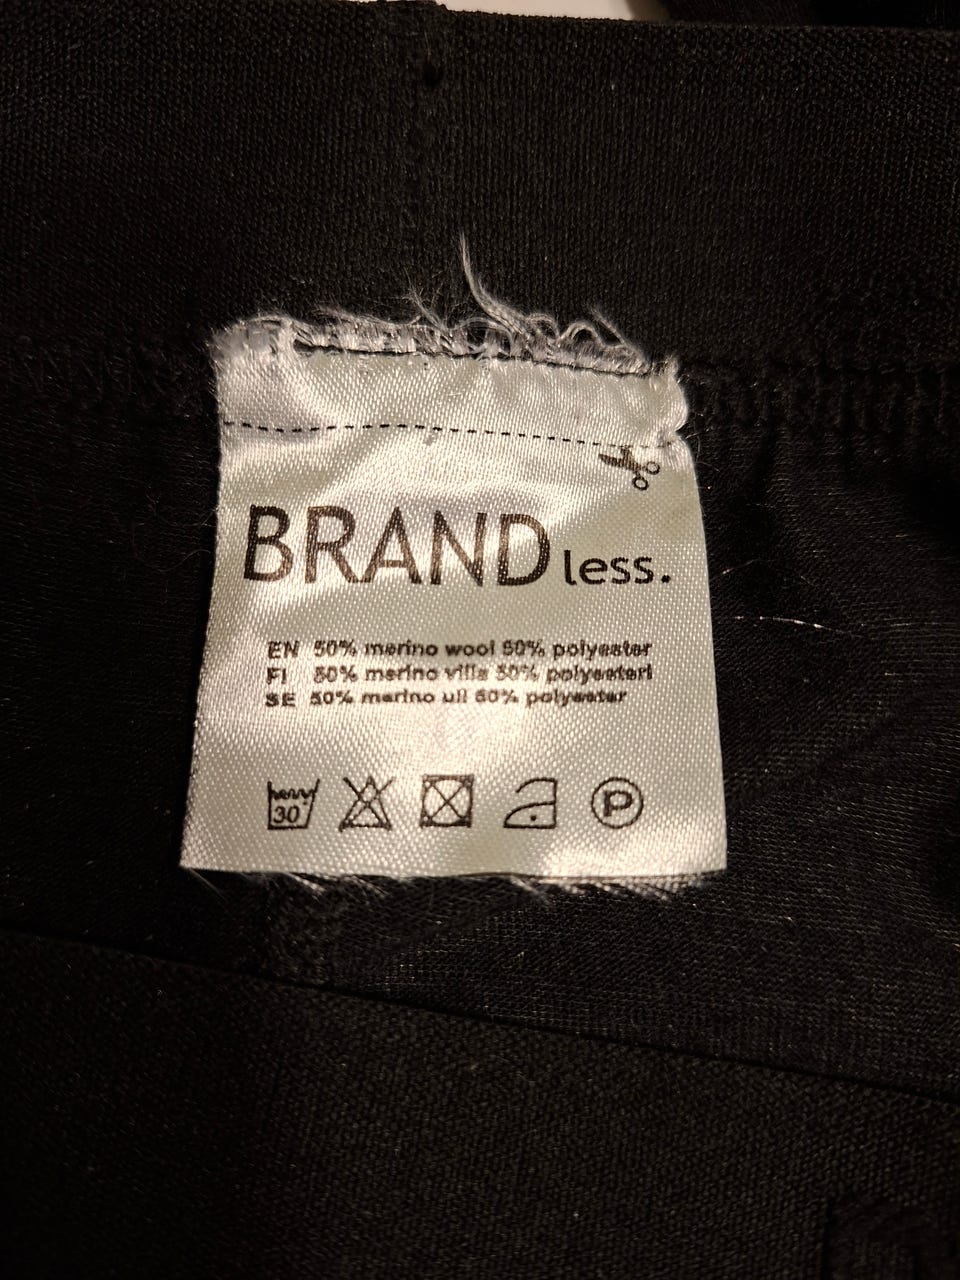 BRAND less.
EN 50% merino wool 50% polyester
FI 50% merino villa 50% polyesteri
SE 50% merino ull 50% polyester
30
P